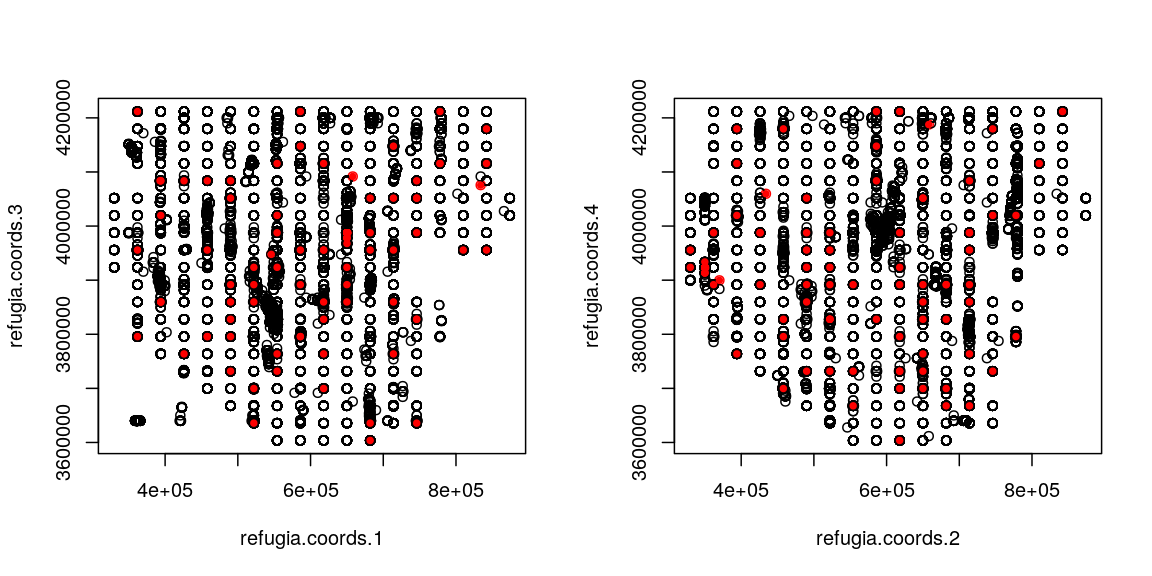 refugia.coords.3
4200000
4000000
3800000
3600000
4e+05 6e+05 8e+05
refugia.coords.1
refugia.coords.4
4200000
4000000
3800000
3600000
4e+05 6e+05 8e+05
refugia.coords.2